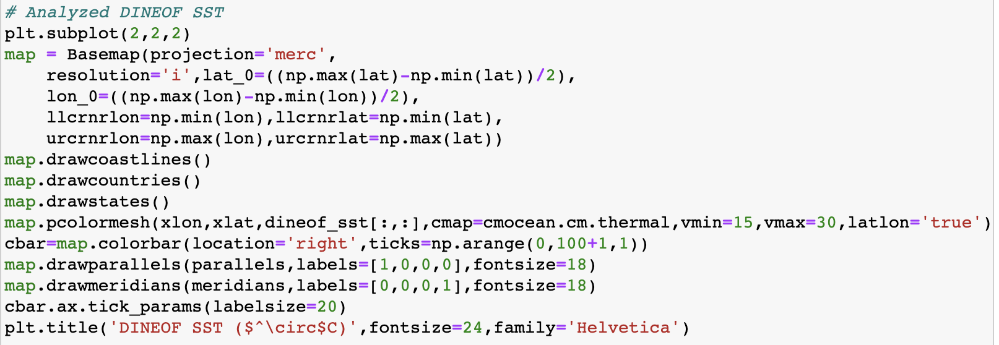 # Analyzed DINEOF SST
plt.subplot(2,2,2)
map = Basemap(projection='merc',
    resolution='i',lat_0=((np.max(lat)-np.min(lat))/2),
    lon_0=((np.max(lon)-np.min(lon))/2),
    llcrnrlon=np.min(lon),llcrnrlat=np.min(lat),
    urcrnrlon=np.max(lon),urcrnrlat=np.max(lat))
map.drawcoastlines()
map.drawcountries()
map.drawstates()
map.pcolormesh(xlon,xlat,dineof_sst[:,:],cmap=cmocean.cm.thermal,vmin=15,vmax=30,latlon='true')
cbar=map.colorbar(location='right',ticks=np.arange(0,100+1,1))
map.drawparallels(parallels,labels=[1,0,0,0],fontsize=18)
map.drawmeridians(meridians,labels=[0,0,0,1],fontsize=18)
cbar.ax.tick_params(labelsize=20)
plt.title('DINEOF SST ($^\circ$C)',fontsize=24,family='Helvetica')